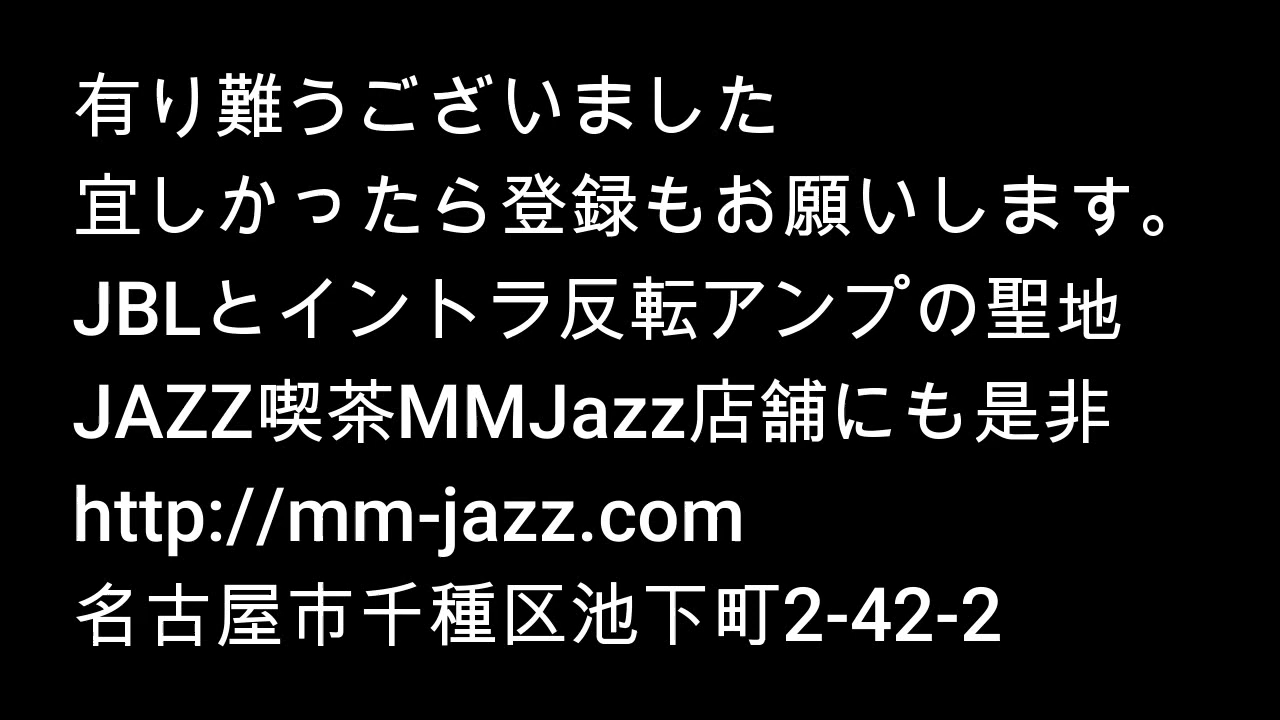 有り難うございました
宜しかったら登録もお願いします。
JBLとイントラ反転アンプの聖地
JAZZ喫茶MMJazz店舗にも是非
http://mm-jazz.com
名古屋市千種区池下町2-42-2